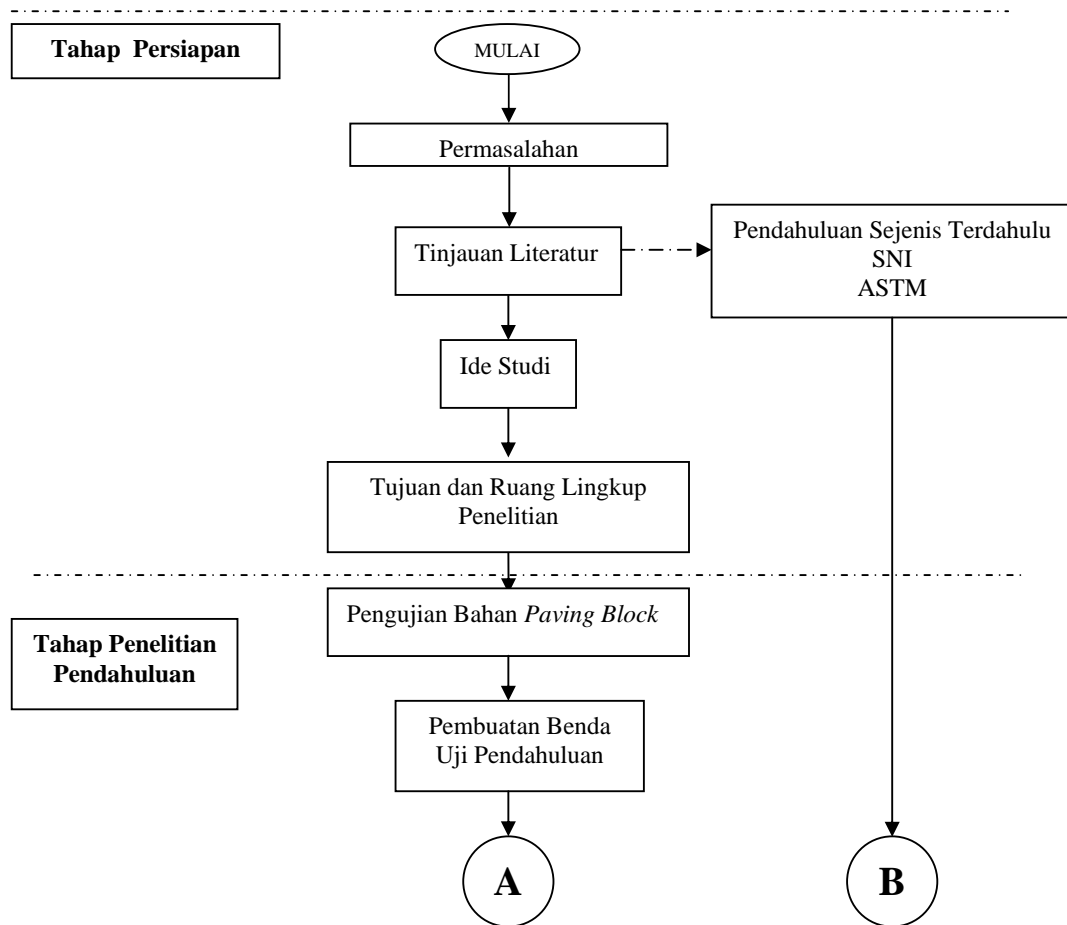 Tahap Persiapan
MULAI
Permasalahan
Tinjauan Literatur
Pendahuluan Sejenis Terdahulu
SNI
ASTM
Ide Studi
Tujuan dan Ruang Lingkup
Penelitian
Tahap Penelitian
Pendahuluan
Pengujian Bahan Paving Block
Pembuatan Benda
Uji Pendahuluan
A
B